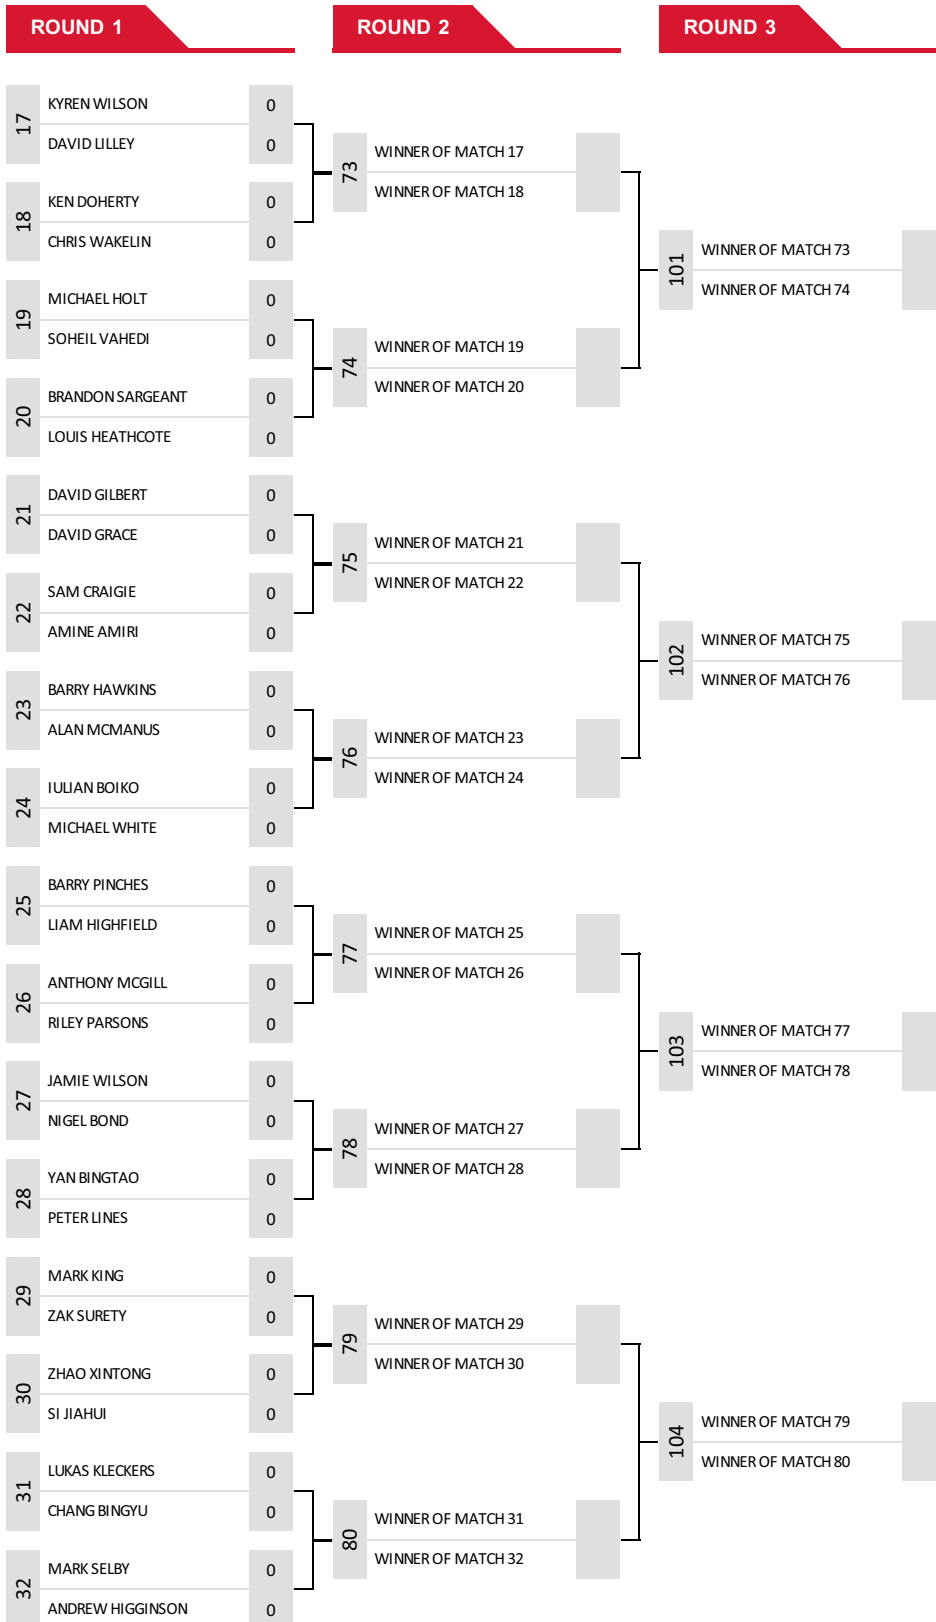 ROUND 1
ROUND 2
ROUND 3
17
KYREN WILSON 0
DAVID LILLEY 0
18
KEN DOHERTY 0
CHRIS WAKELIN 0
19
MICHAEL HOLT 0
SOHEIL VAHEDI 0
20
BRANDON SARGEANT 0
LOUIS HEATHCOTE 0
21
DAVID GILBERT 0
DAVID GRACE 0
22
SAM CRAIGIE 0
AMINE AMIRI 0
23
BARRY HAWKINS 0
ALAN MCMANUS 0
24
IULIAN BOIKO 0
MICHAEL WHITE 0
25
BARRY PINCHES 0
LIAM HIGHFIELD 0
26
ANTHONY MCGILL 0
RILEY PARSONS 0
27
JAMIE WILSON 0
NIGEL BOND 0
28
YAN BINGTAO 0
PETER LINES 0
29
MARK KING 0
ZAK SURETY 0
30
ZHAO XINTONG 0
SI JIAHUI 0
31
LUKAS KLECKERS 0
CHANG BINGYU 0
32
MARK SELBY 0
ANDREW HIGGINSON 0
73
WINNER OF MATCH 17
WINNER OF MATCH 18
74
WINNER OF MATCH 19
WINNER OF MATCH 20
75
WINNER OF MATCH 21
WINNER OF MATCH 22
76
WINNER OF MATCH 23
WINNER OF MATCH 24
77
WINNER OF MATCH 25
WINNER OF MATCH 26
78
WINNER OF MATCH 27
WINNER OF MATCH 28
79
WINNER OF MATCH 29
WINNER OF MATCH 30
80
WINNER OF MATCH 31
WINNER OF MATCH 32
101
WINNER OF MATCH 73
WINNER OF MATCH 74
102
WINNER OF MATCH 75
WINNER OF MATCH 76
103
WINNER OF MATCH 77
WINNER OF MATCH 78
104
WINNER OF MATCH 79
WINNER OF MATCH 80